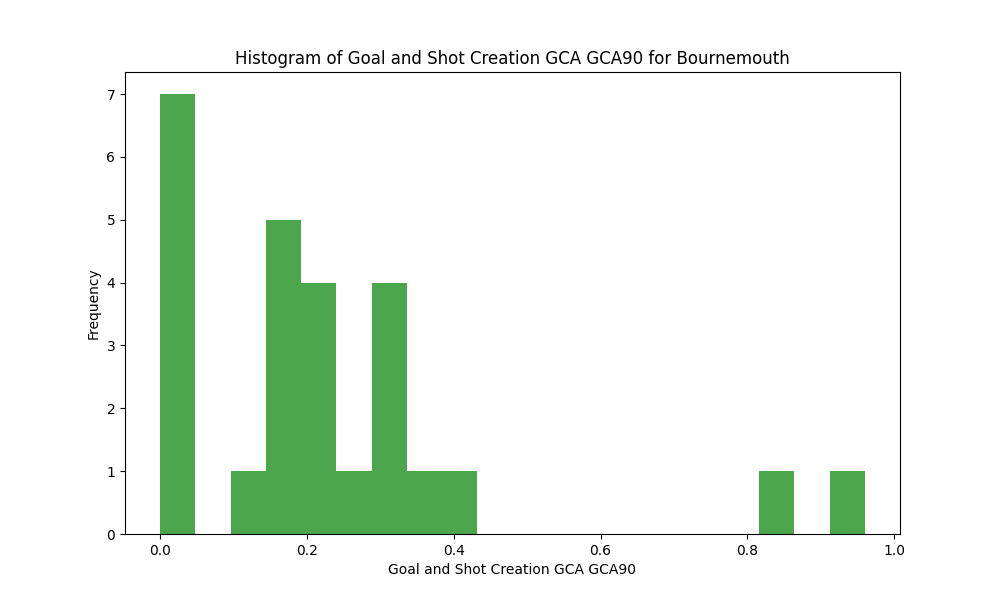 Histogram of Goal and Shot Creation GCA GCA90 for Bournemouth
7
6
5
4
3
2
1
0
Frequency
0.0 0.2 0.4 0.6 0.8 1.0
Goal and Shot Creation GCA GCA90